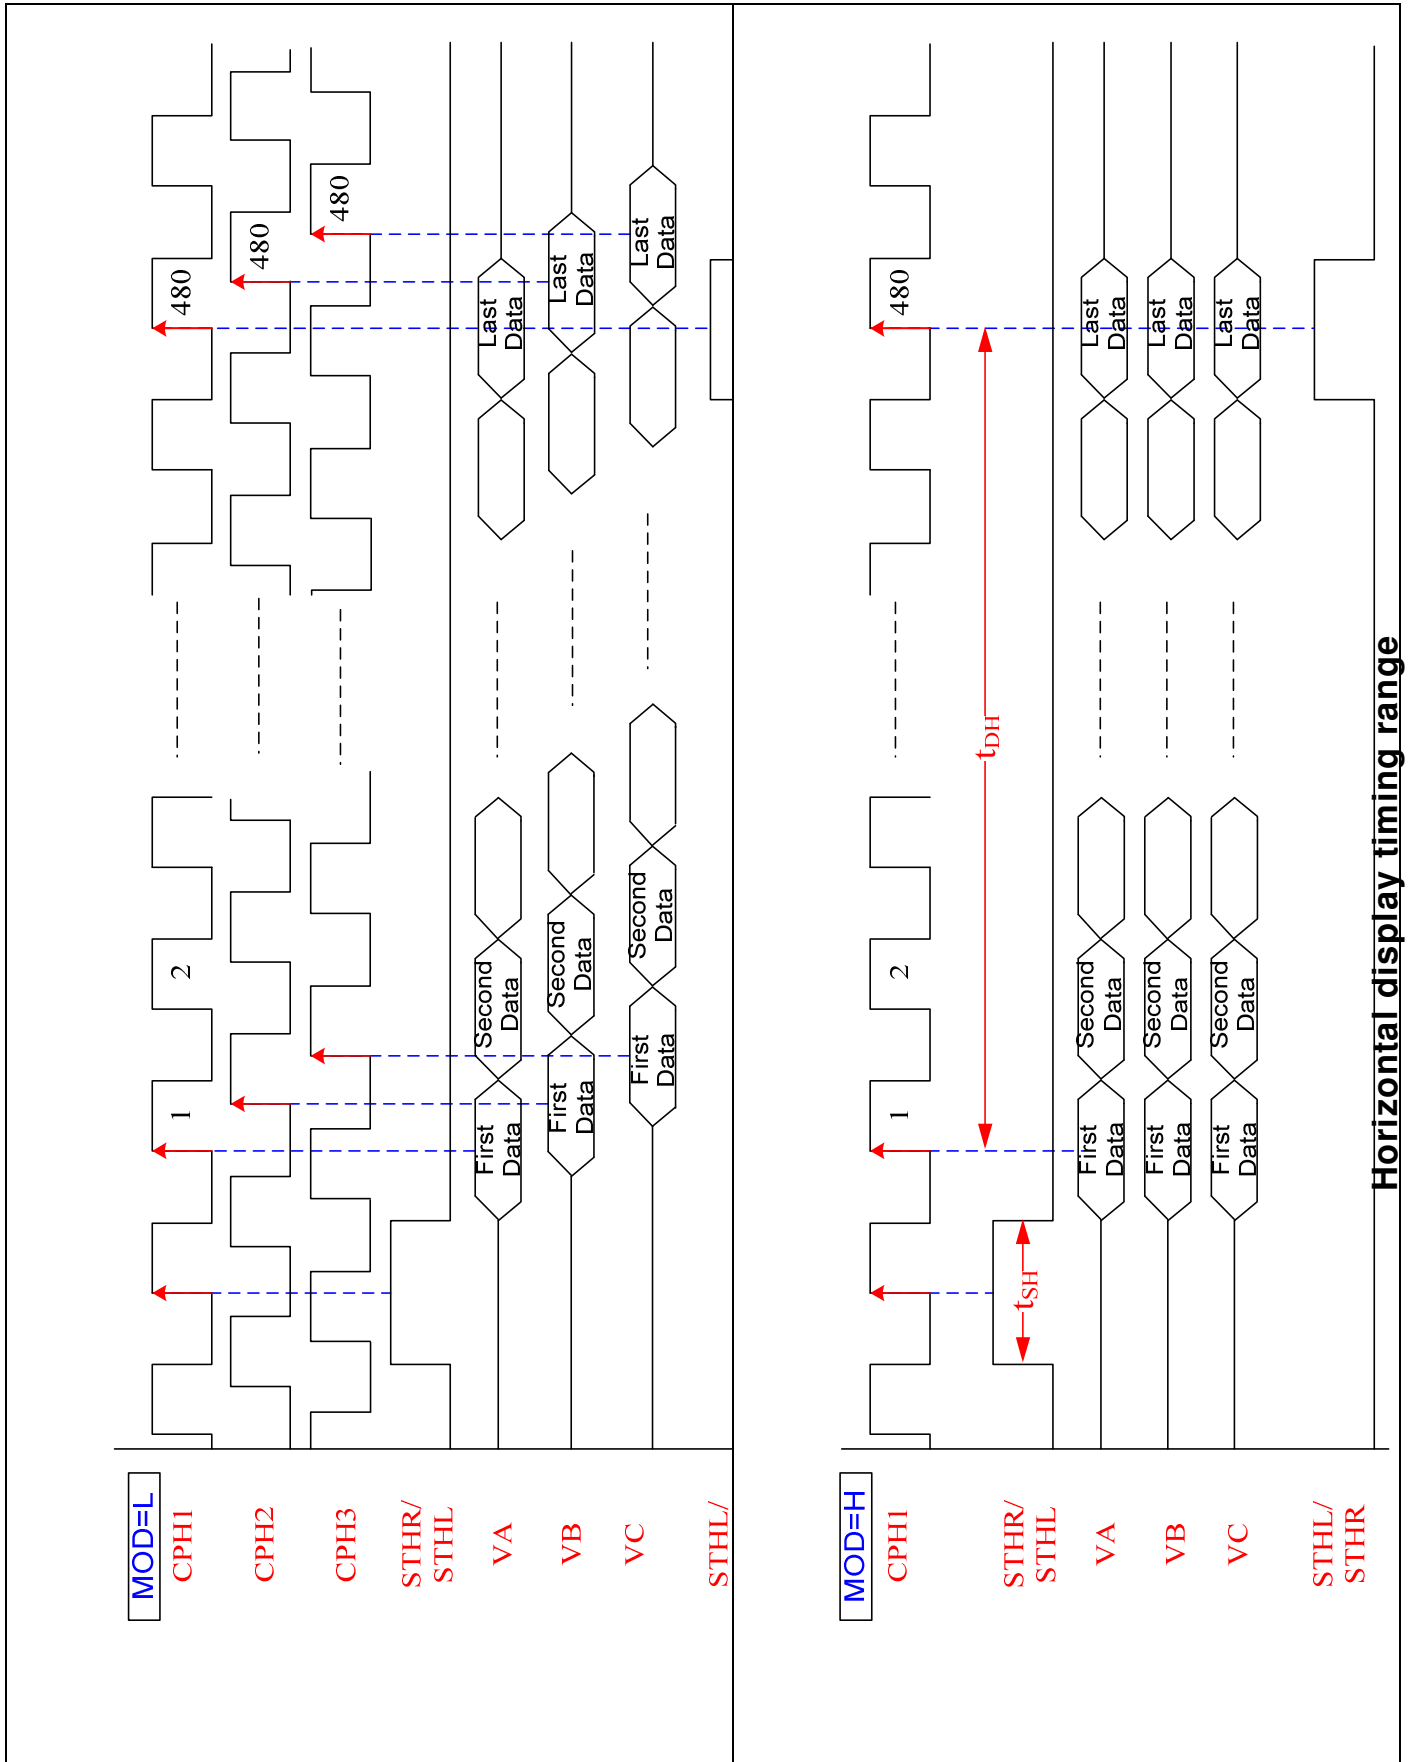 MOD=L
CPH1
1
2
480
CPH2
480
CPH3
480
STHR/
STHL
VA
First
Data
Second
Data
Last
Data
VB
First
Data
Second
Data
Last
Data
VC
First
Data
Second
Data
Last
Data
STHL/
MOD=H
CPH1
1
2
480
tDH
STHR/
STHL
tSH
VA
First
Data
Second
Data
Last
Data
VB
First
Data
Second
Data
Last
Data
VC
First
Data
Second
Data
Last
Data
STHL/
STHR
Horizontal display timing range